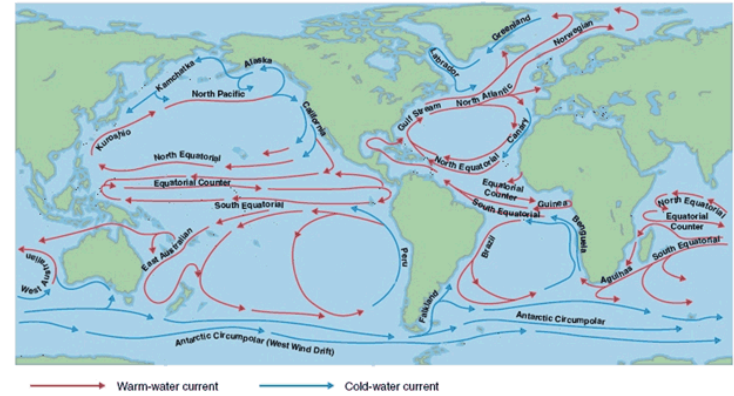 Greenland
Norwegian
Labrador
Alaska
Kamchatka
North Pacific
California
Kuroshio
Gulf Stream
North Atlantic
Canary
North Equatorial
North Equatorial
Equatorial Counter
South Equatorial
Equatorial
Counter
Guinea
South Equatorial
North Equatorial
Equatorial
Counter
South Equatorial
East Australian
West Australian
Peru
Brazil
Benguela
Agulhas
Falkland
Antarctic Circumpolar
Antarctic Circumpolar (West Wind Drift)
Warm-water current
Cold-water current